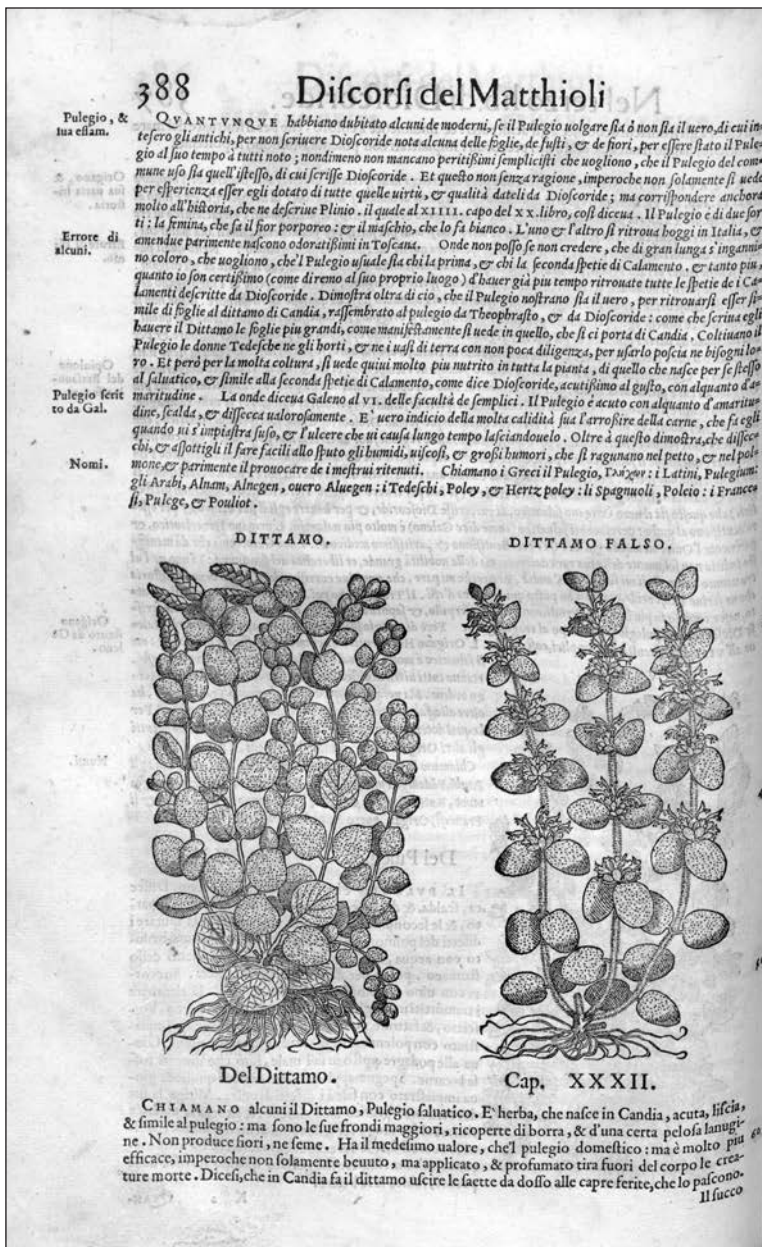 388 Discorsi del Matthioli
Pulegio, &
sua essam.
QVANTVNQVE habbiano dubitato alcuni de moderni, se il Pulegio uolgare sia ò non sia il uero, di cui in-
tesero gli antichi, per non scriuere Dioscoride nota alcuna delle foglie, de fusti, & de fiori, per essere stato il Pule-
gio al suo tempo à tutti noto; nondimeno non mancano peritißimi semplicisti che uogliono, che il Pulegio del com-
mune uso sia quell'istesso, di cui scrisse Dioscoride. Et questo non senza ragione, imperoche non solamente si uede
per esperienza esser egli dotato di tutte quelle uirtù, & qualità dateli da Dioscoride; ma corrispondere anchora
molto all'historia, che ne descriue Plinio. il quale al XIIII. capo del XX. libro, così diceua. Il Pulegio è di due sor
ti: la femina, che fa il fior porporeo: & il maschio, che lo fa bianco. L'uno & l'altro si ritroua hoggi in Italia, &
Errore di
alcuni.
amendue parimente nascono odoratißimi in Toscana. Onde non posso se non credere, che di gran lunga s'inganni-
no coloro, che uogliono, che'l Pulegio usuale sia chi la prima, & chi la seconda spetie di Calamento. & tanto piu,
quanto io son certißimo (come diremo al suo proprio luogo) d'hauer già piu tempo ritrouate tutte le spetie de i Ca-
lamenti descritte da Dioscoride. Dimostra oltra di cio, che il Pulegio nostrano sia il uero, per ritrouarsi esser si-
mile di foglie al dittamo di Candia, rassembrato al pulegio da Theophrasto, & da Dioscoride: come che scriua egli
hauere il Dittamo le foglie piu grandi, come manifestamente si uede in quello, che si ci porta di Candia. Coltiuano il
Pulegio le donne Tedesche ne gli horti, & ne i uasi di terra con non poca diligenza, per usarlo poscia ne bisogni lo-
ro. Et però per la molta coltura, si uede quiui molto piu nutrito in tutta la pianta, di quello che nasce per se stesso
al saluatico, & simile alla seconda spetie di Calamento, come dice Dioscoride, acutißimo al gusto, con alquanto d'a-
Pulegio scrit
to da Gal.
maritudine. La onde diceua Galeno al VI. delle facultà de semplici. Il Pulegio è acuto con alquanto d'amaritu-
dine, scalda, & dissecca ualorosamente. E' uero indicio della molta calidità sua l'arrossire della carne, che fa egli
quando ui s'impiastra suso, & l'ulcere che ui causa lungo tempo lasciandouelo. Oltre à questo dimostra, che dissec-
chi, & assottigli il fare facili allo sputo gli humidi, uiscosi, & großi humori, che si ragunano nel petto, & nel pol-
Nomi.
mone, & parimente il prouocare de i mestrui ritenuti. Chiamano i Greci il Pulegio, Γλήχων: i Latini, Pulegium:
gli Arabi, Alnam, Alnegen, ouero Aluegen: i Tedeschi, Poley, & Hertz poley: li Spagnuoli, Poleio: i France-
si, Pulege, & Pouliot.
DITTAMO.
DITTAMO FALSO.
Del Dittamo. Cap. XXXII.
CHIAMANO alcuni il Dittamo, Pulegio saluatico. E' herba, che nasce in Candia, acuta, liscia,
& simile al pulegio: ma sono le sue frondi maggiori, ricoperte di borra, & d'una certa pelosa lanugi-
ne. Non produce fiori, ne seme. Ha il medesimo ualore, che'l pulegio domestico: ma è molto piu
efficace, imperoche non solamente beuuto, ma applicato, & profumato tira fuori del corpo le crea-
ture morte. Dicesi, che in Candia fa il dittamo uscire le saette da dosso alle capre ferite, che lo pascono.
Il succo